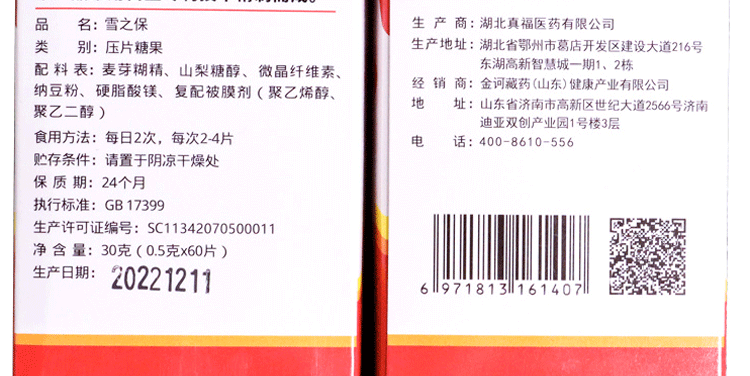 品 名：雪之保
类 别：压片糖果
配 料 表：麦芽糊精、山梨糖醇、微晶纤维素、
纳豆粉、硬脂酸镁、复配被膜剂（聚乙烯醇、
聚乙二醇）
食用方法：每日2次，每次2-4片
贮存条件：请置于阴凉干燥处
保 质 期：24个月
执行标准：GB 17399
生产许可证编号：SC11342070500011
净 含 量：30克（0.5克x60片）
生产日期：20221211
生 产 商：湖北真福医药有限公司
生产地址：湖北省鄂州市葛店开发区建设大道216号
东湖高新智慧城一期1、2栋
经 销 商：金诃藏药(山东)健康产业有限公司
地 址：山东省济南市高新区世纪大道2566号济南
迪亚双创产业园1号楼3层
电 话：400-8610-556
6 971813 161407